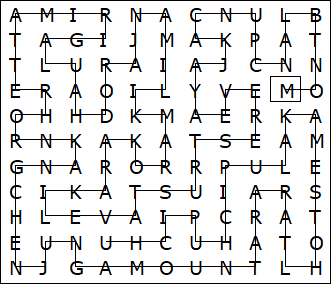 A M I R N A C N U L B
T A G I J M A K P A T
T L U R A I A J C N N
E R A O I L Y V E M O
O H H D K M A E R K A
R N K A K A T S E A M
G N A R O R R P U L E
C I K A T S U I A R S
H L E V A I P C R A T
E U N U H C U H A T O
N J G A M O U N T L H